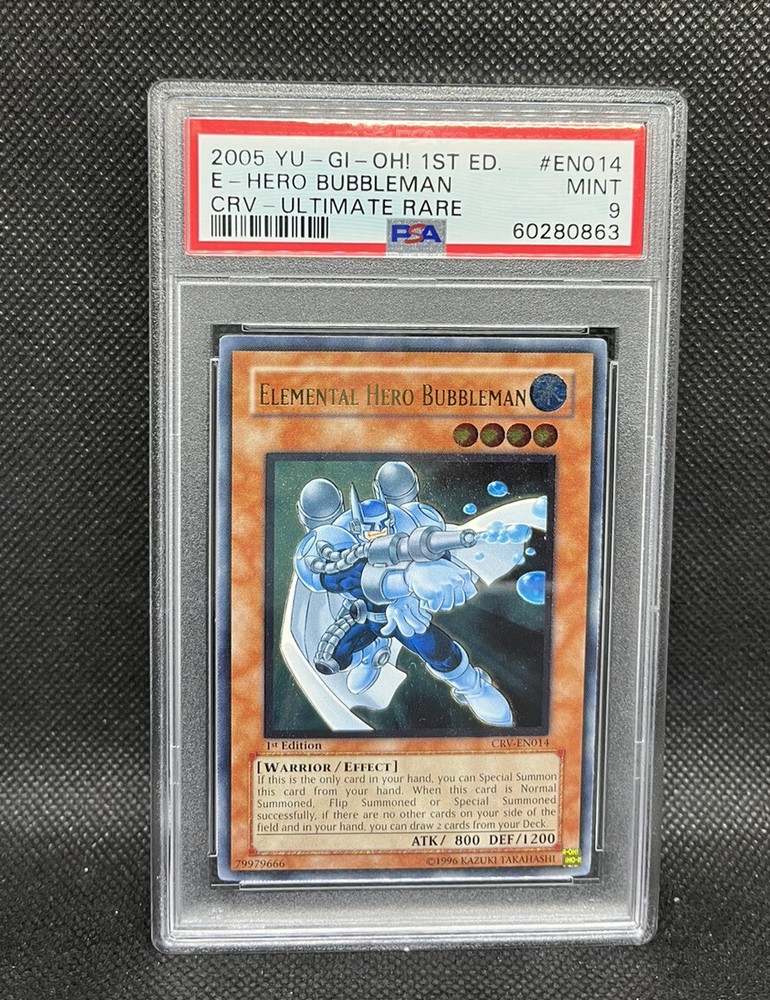 2005 YU-GI-OH! 1ST ED. #EN014
E-HERO BUBBLEMAN MINT
CRV-ULTIMATE RARE 9
PSA 60280863
ELEMENTAL HERO BUBBLEMAN
1st Edition CRV-EN014
[WARRIOR/EFFECT]
If this is the only card in your hand, you can Special Summon
this card from your hand. When this card is Normal
Summoned, Flip Summoned or Special Summoned
successfully, if there are no other cards on your side of the
field and in your hand, you can draw 2 cards from your Deck.
ATK/ 800 DEF/1200
79979666 ©1996 KAZUKI TAKAHASHI